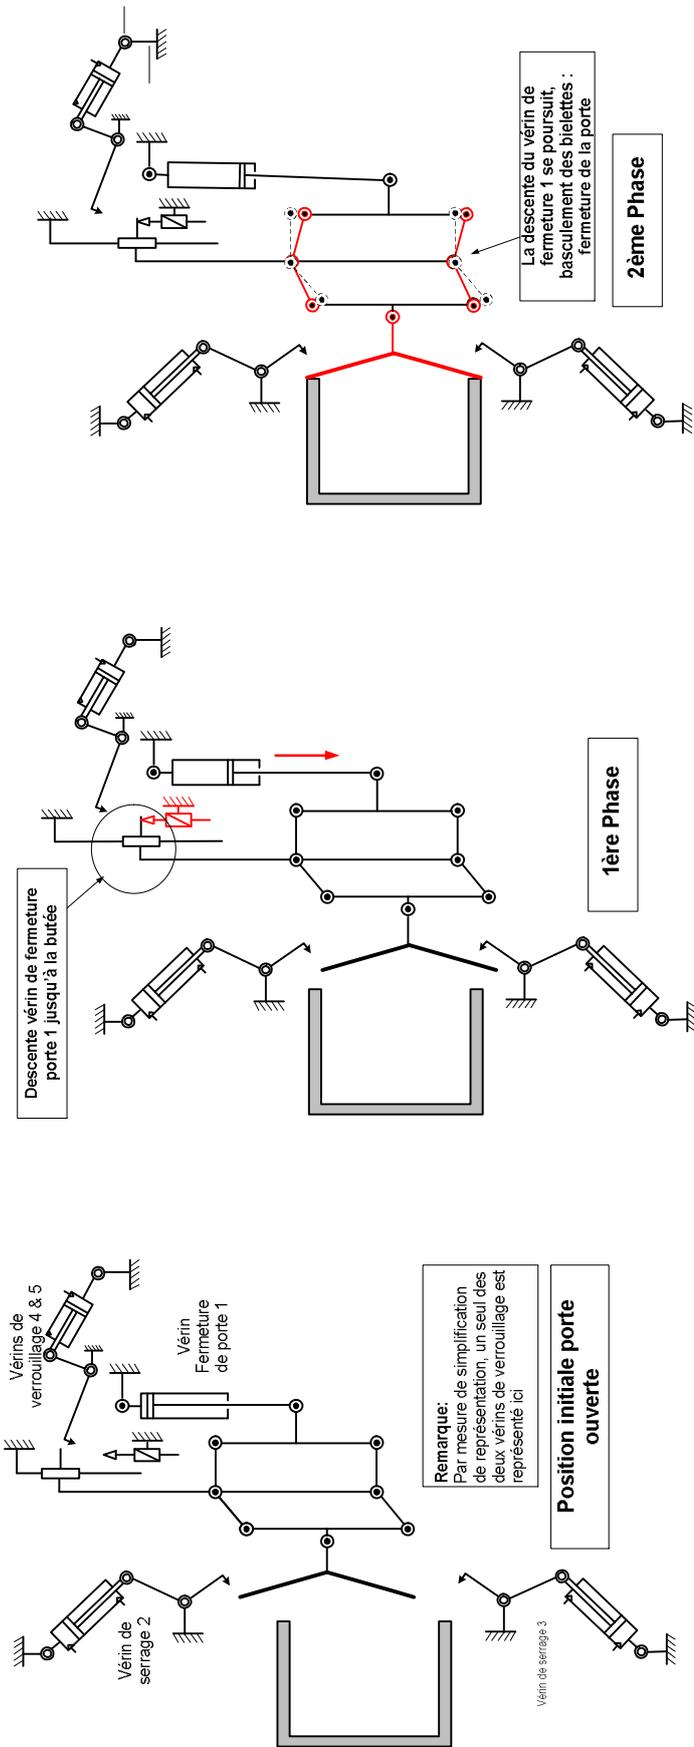 Vérins de
verrouillage 4 & 5
Vérin
Fermeture
de porte 1
Vérin de
serrage 2
Vérin de serrage 3
Remarque:
Par mesure de simplification
de représentation, un seul des
deux vérins de verrouillage est
représenté ici
Position initiale porte
ouverte
Descente vérin de fermeture
porte 1 jusqu'à la butée
1ère Phase
La descente du vérin de
fermeture 1 se poursuit,
basculement des bielettes :
fermeture de la porte
2ème Phase